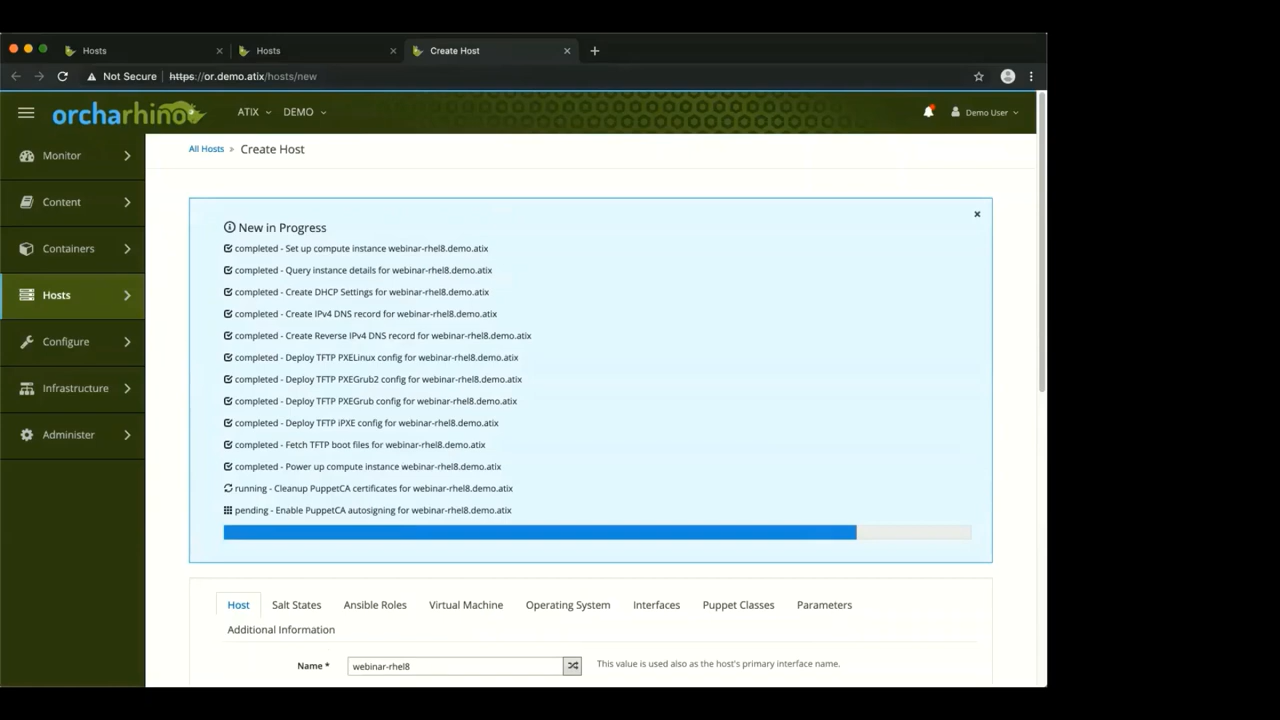 Hosts
Hosts
Create Host
Not Secure
https://or.demo.atix/hosts/new
orcharhino
ATIX
DEMO
Demo User
Monitor
Content
Containers
Hosts
Configure
Infrastructure
Administer
All Hosts » Create Host
New in Progress
completed - Set up compute instance webinar-rhel8.demo.atix
completed - Query instance details for webinar-rhel8.demo.atix
completed - Create DHCP Settings for webinar-rhel8.demo.atix
completed - Create IPv4 DNS record for webinar-rhel8.demo.atix
completed - Create Reverse IPv4 DNS record for webinar-rhel8.demo.atix
completed - Deploy TFTP PXELinux config for webinar-rhel8.demo.atix
completed - Deploy TFTP PXEGrub2 config for webinar-rhel8.demo.atix
completed - Deploy TFTP PXEGrub config for webinar-rhel8.demo.atix
completed - Deploy TFTP iPXE config for webinar-rhel8.demo.atix
completed - Fetch TFTP boot files for webinar-rhel8.demo.atix
completed - Power up compute instance webinar-rhel8.demo.atix
running - Cleanup PuppetCA certificates for webinar-rhel8.demo.atix
pending - Enable PuppetCA autosigning for webinar-rhel8.demo.atix
Host Salt States Ansible Roles Virtual Machine Operating System Interfaces Puppet Classes Parameters
Additional Information
Name * webinar-rhel8 This value is used also as the host's primary interface name.